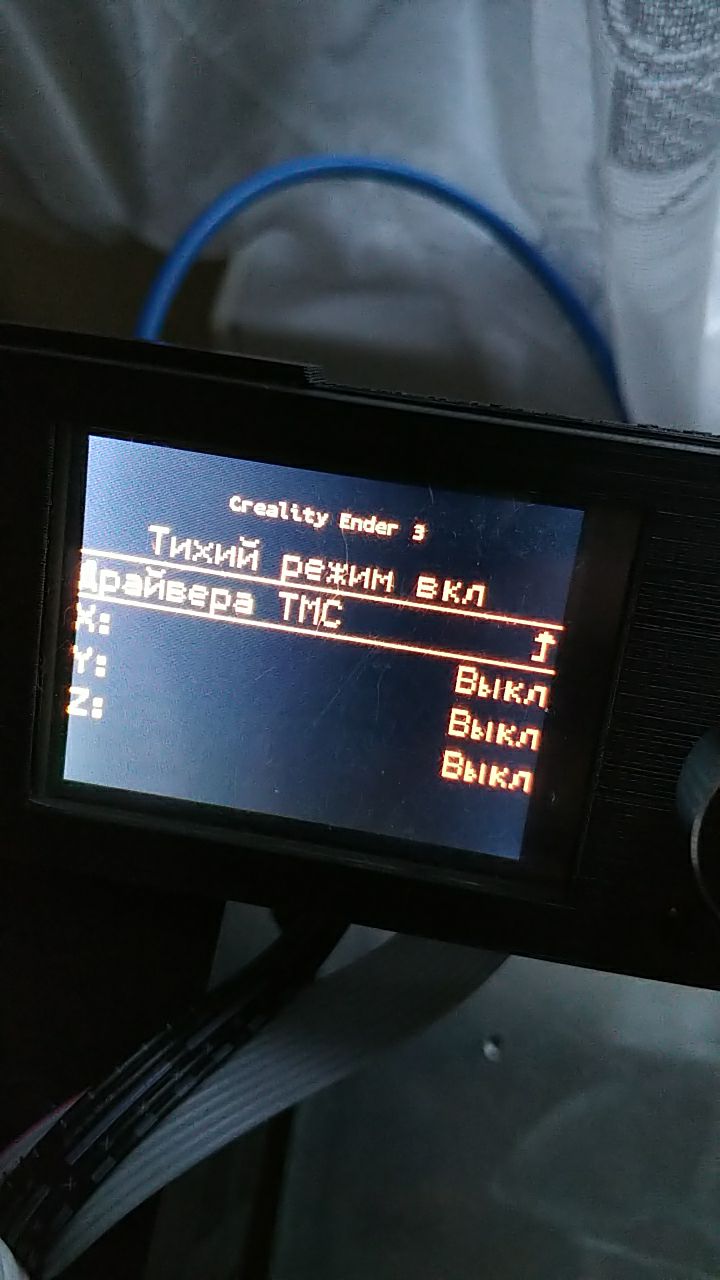 Creality Ender 3
Тихий режим вкл
Драйвера TMC
X: Выкл
Y: Выкл
Z: Выкл